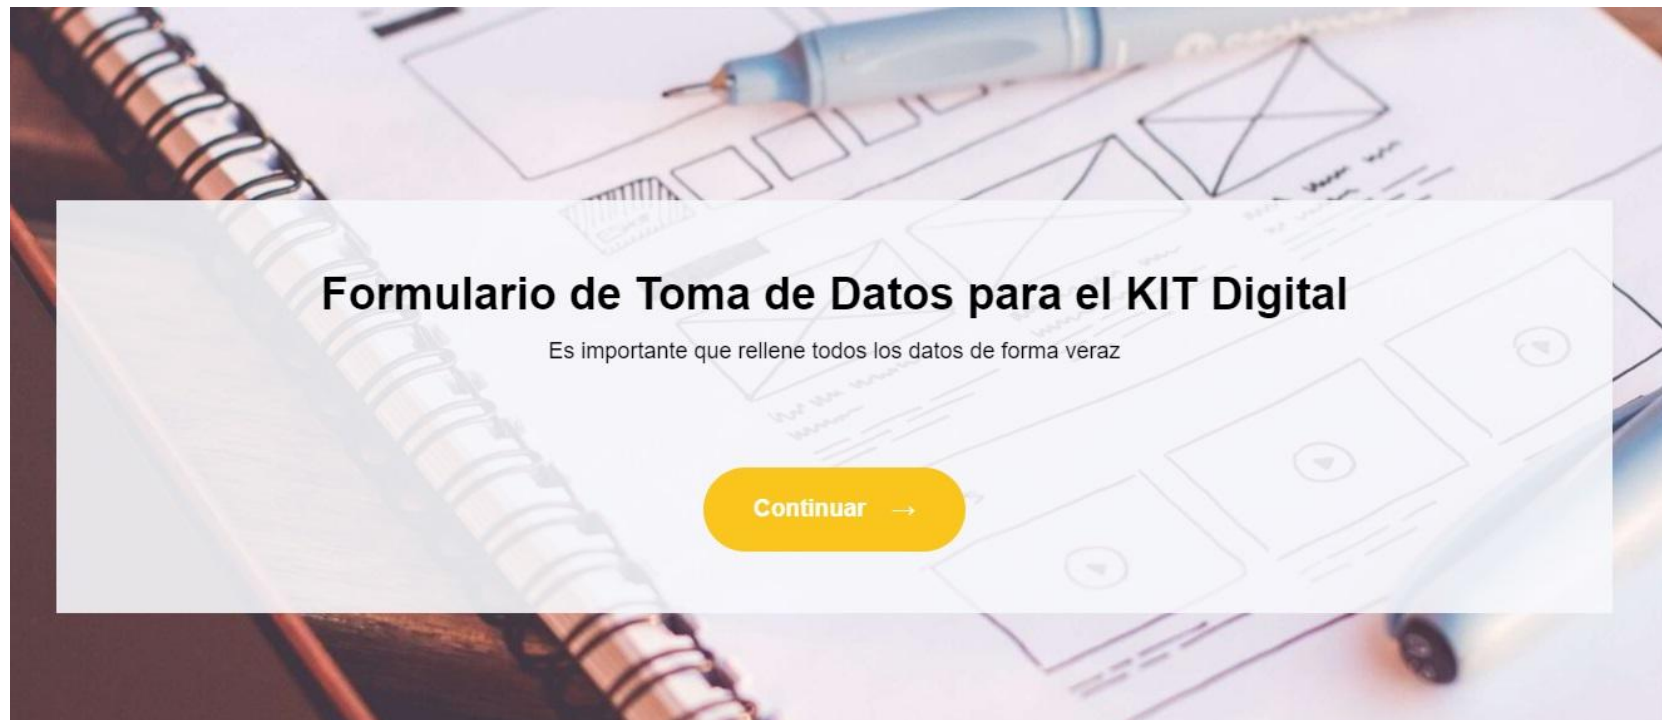 Formulario de Toma de Datos para el KIT Digital
Es importante que rellene todos los datos de forma veraz
Continuar →